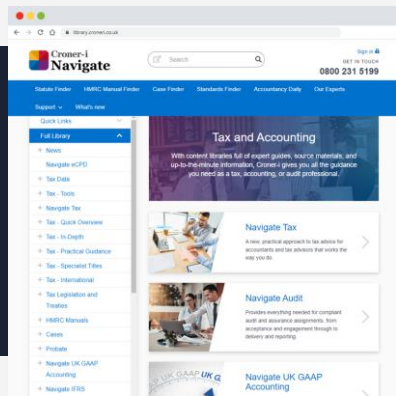 library.croner-i.co.uk
Croner-i
Navigate
Search
Sign in
GET IN TOUCH
0800 231 5199
Statute Finder HMRC Manual Finder Case Finder Standards Finder Accountancy Daily Our Experts
Support What's new
Quick Links
Full Library
News
Navigate eCPD
Tax Data
Tax - Tools
Navigate Tax
Tax - Quick Overview
Tax - In-Depth
Tax - Practical Guidance
Tax - Specialist Titles
Tax - International
Tax Legislation and
Treaties
HMRC Manuals
Cases
Probate
Navigate UK GAAP
Accounting
Navigate IFRS
Tax and Accounting
With content libraries full of expert guides, source materials, and
up-to-the-minute information, Croner-i gives you all the guidance
you need as a tax, accounting, or audit professional.
Navigate Tax
A new, practical approach to tax advice for
accountants and tax advisors that works the
way you do.
Navigate Audit
Provides everything needed for compliant
audit and assurance assignments, from
acceptance and engagement through to
delivery and reporting.
UK GAAP UK G
Navigate UK GAAP
Accounting